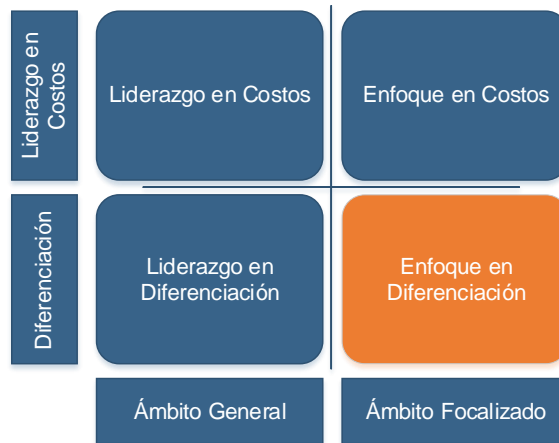 Liderazgo en
Costos
Liderazgo en Costos
Enfoque en Costos
Diferenciación
Liderazgo en
Diferenciación
Enfoque en
Diferenciación
Ámbito General
Ámbito Focalizado